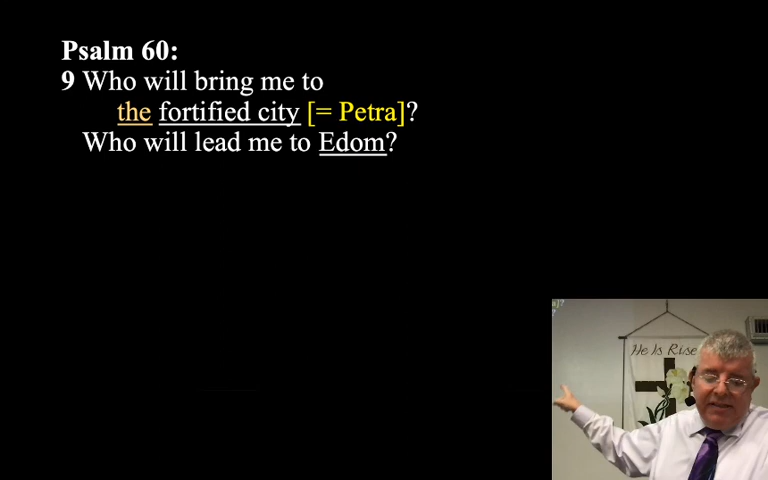 Psalm 60:
9 Who will bring me to
the fortified city [= Petra]?
Who will lead me to Edom?
He Is Rise